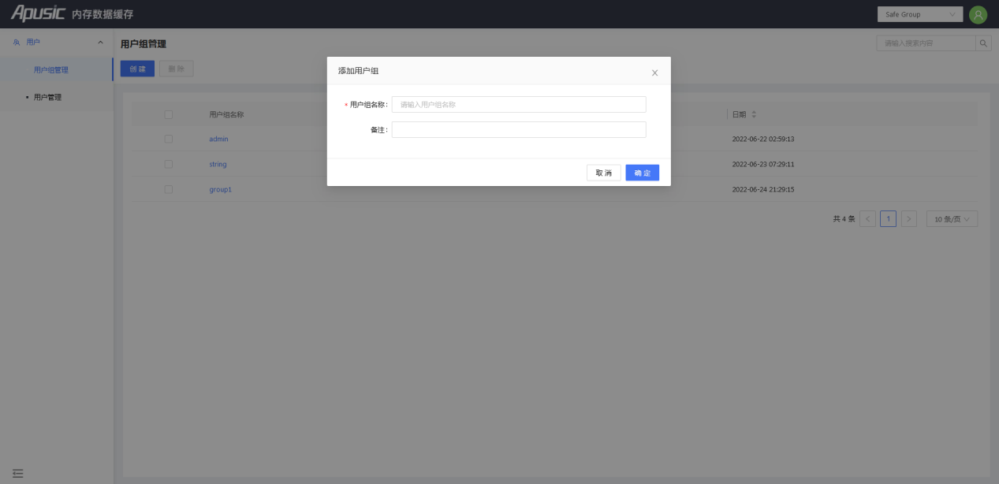 Apusic 内存数据缓存
Safe Group
用户
用户组管理
用户管理
用户组管理
请输入搜索内容
创 建
删 除
添加用户组
* 用户组名称:
请输入用户组名称
备注:
取 消
确 定
用户组名称
日期
admin
2022-06-22 02:59:13
string
2022-06-23 07:29:11
group1
2022-06-24 21:29:15
共 4 条
1
10 条/页